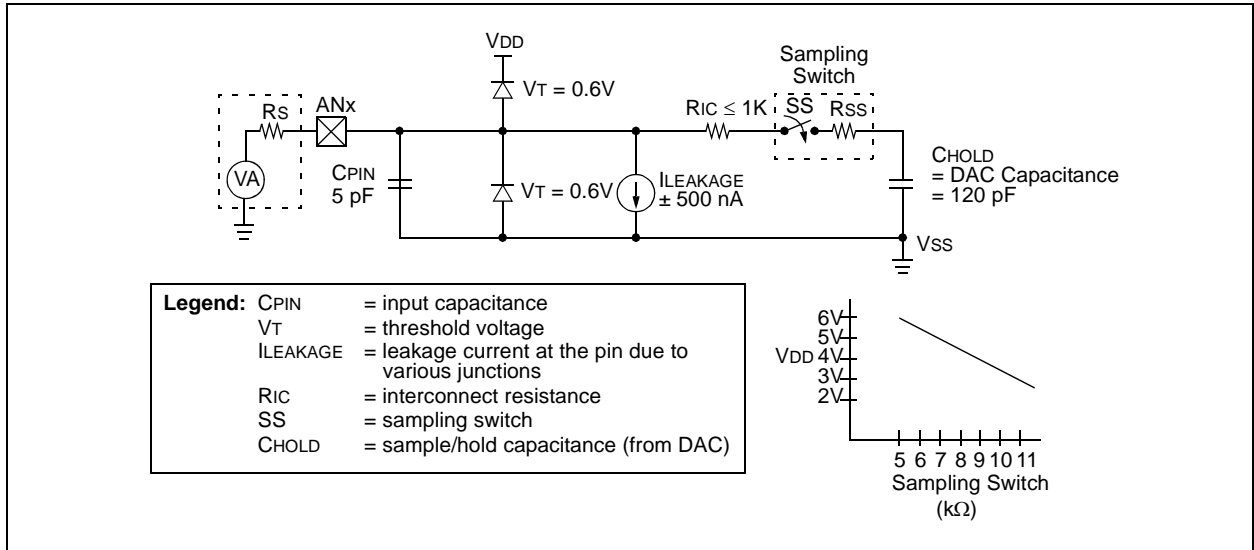 VDD
Sampling
Switch
VT = 0.6V
RS
ANx
RIC ≤ 1K
SS
RSS
VA
CPIN
5 pF
VT = 0.6V
ILEAKAGE
± 500 nA
CHOLD
= DAC Capacitance
= 120 pF
VSS
Legend: CPIN = input capacitance
VT = threshold voltage
ILEAKAGE = leakage current at the pin due to
various junctions
RIC = interconnect resistance
SS = sampling switch
CHOLD = sample/hold capacitance (from DAC)
6V
5V
VDD 4V
3V
2V
5 6 7 8 9 10 11
Sampling Switch
(kΩ)